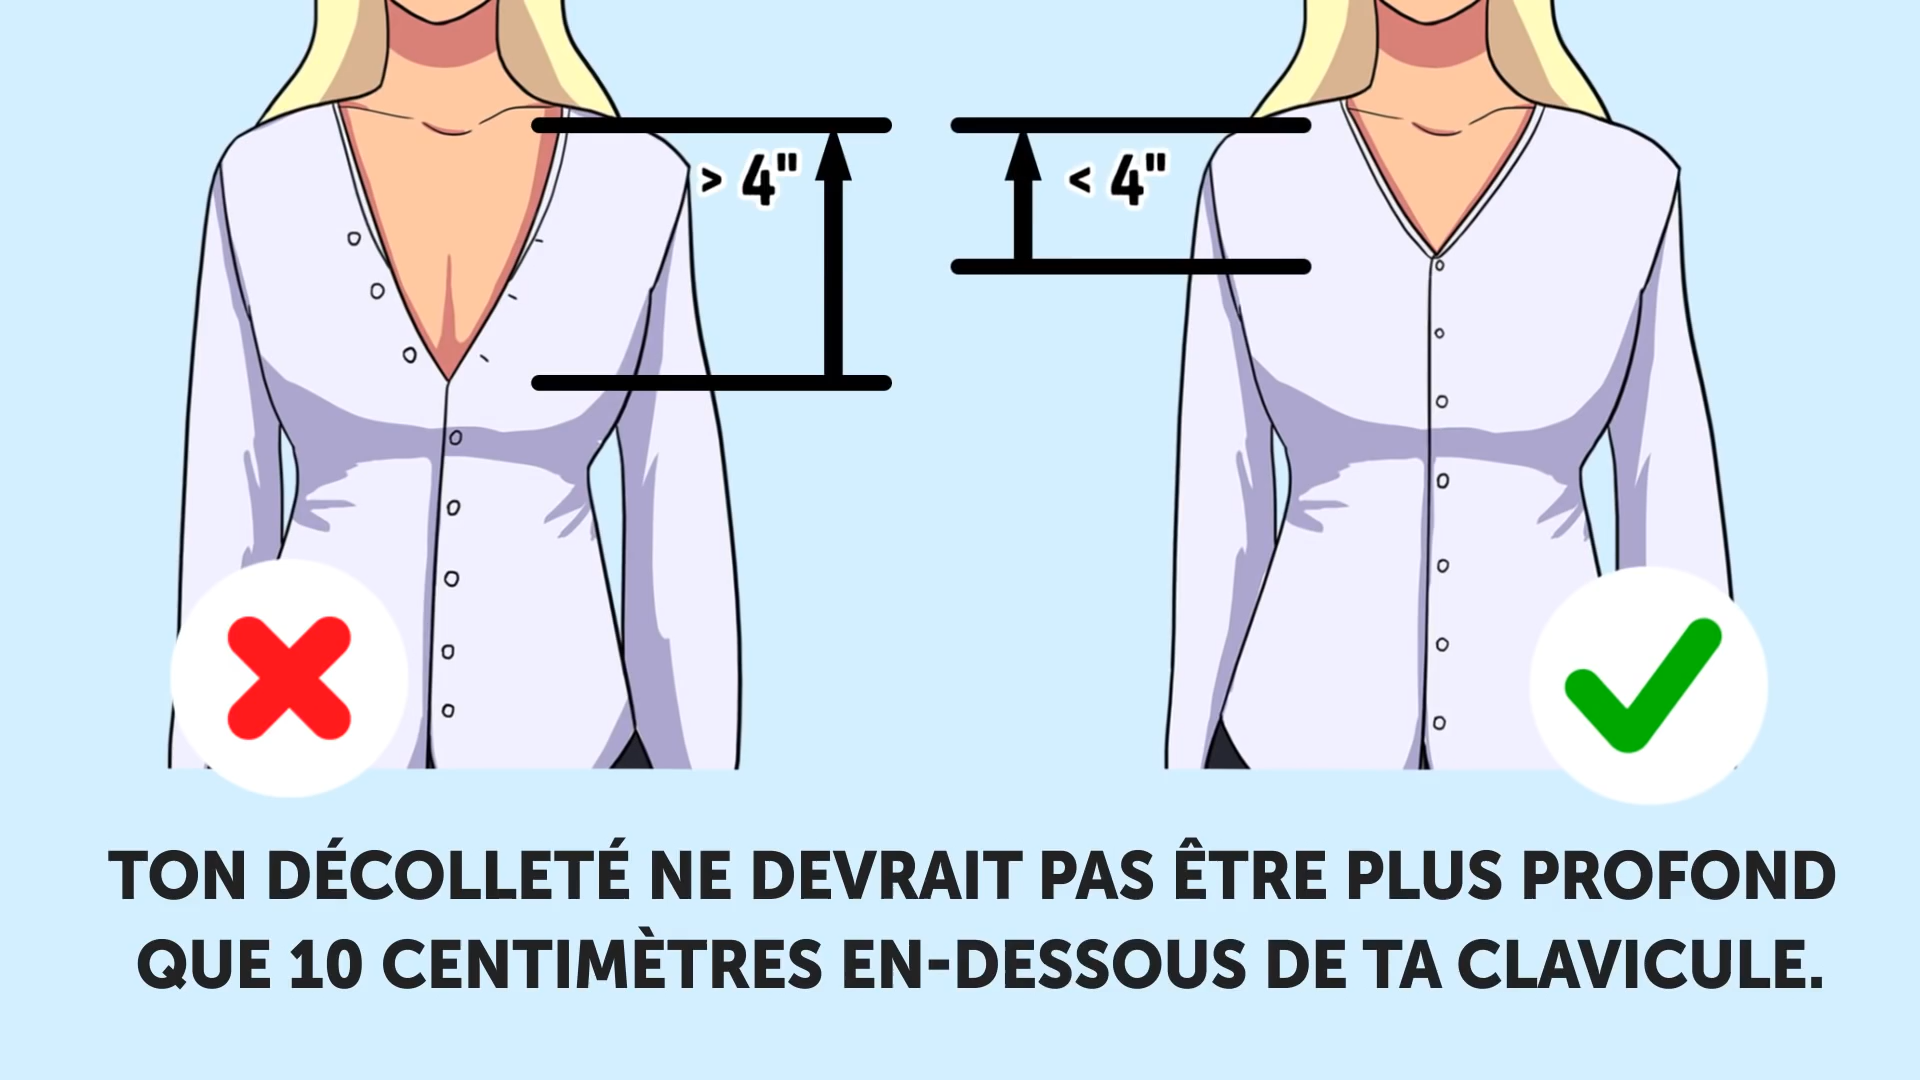 > 4"
< 4"
TON DÉCOLLETÉ NE DEVRAIT PAS ÊTRE PLUS PROFOND
QUE 10 CENTIMÈTRES EN-DESSOUS DE TA CLAVICULE.